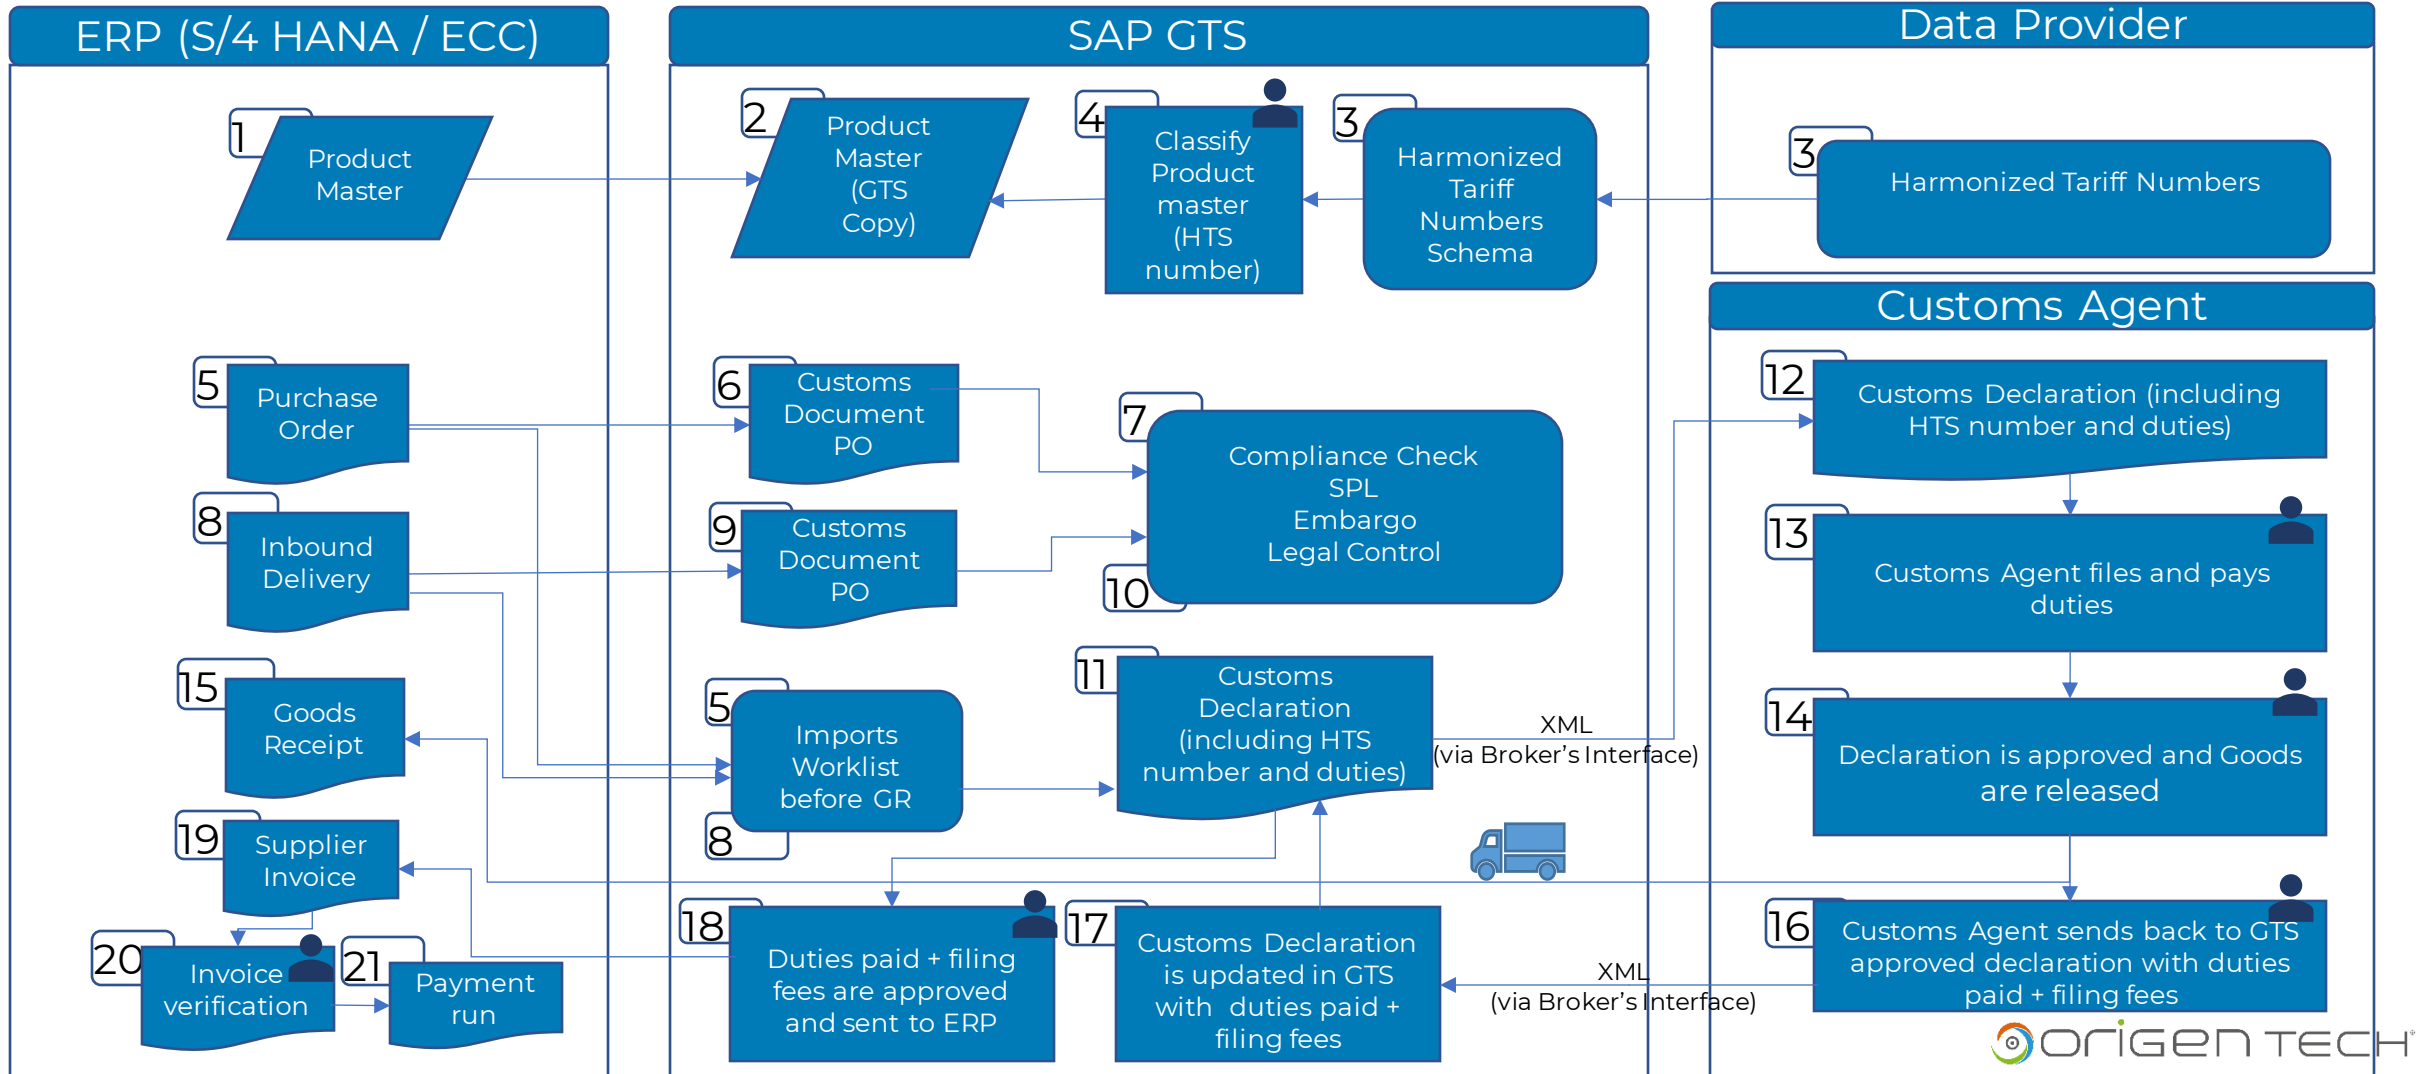 ERP (S/4 HANA / ECC)
SAP GTS
Data Provider
1
Product
Master
2
Product
Master
(GTS
Copy)
4
Classify
Product
master
(HTS
number)
3
Harmonized
Tariff
Numbers
Schema
3
Harmonized Tariff Numbers
Customs Agent
5
Purchase
Order
6
Customs
Document
PO
7
Compliance Check
SPL
Embargo
Legal Control
10
12
Customs Declaration (including
HTS number and duties)
8
Inbound
Delivery
9
Customs
Document
PO
13
Customs Agent files and pays
duties
15
Goods
Receipt
5
Imports
Worklist
before GR
8
11
Customs
Declaration
(including HTS
number and duties)
XML
(via Broker's Interface)
14
Declaration is approved and Goods
are released
19
Supplier
Invoice
18
Duties paid + filing
fees are approved
and sent to ERP
17
Customs Declaration
is updated in GTS
with duties paid +
filing fees
XML
(via Broker's Interface)
16
Customs Agent sends back to GTS
approved declaration with duties
paid + filing fees
20
Invoice
verification
21
Payment
run
ORIGEN TECH